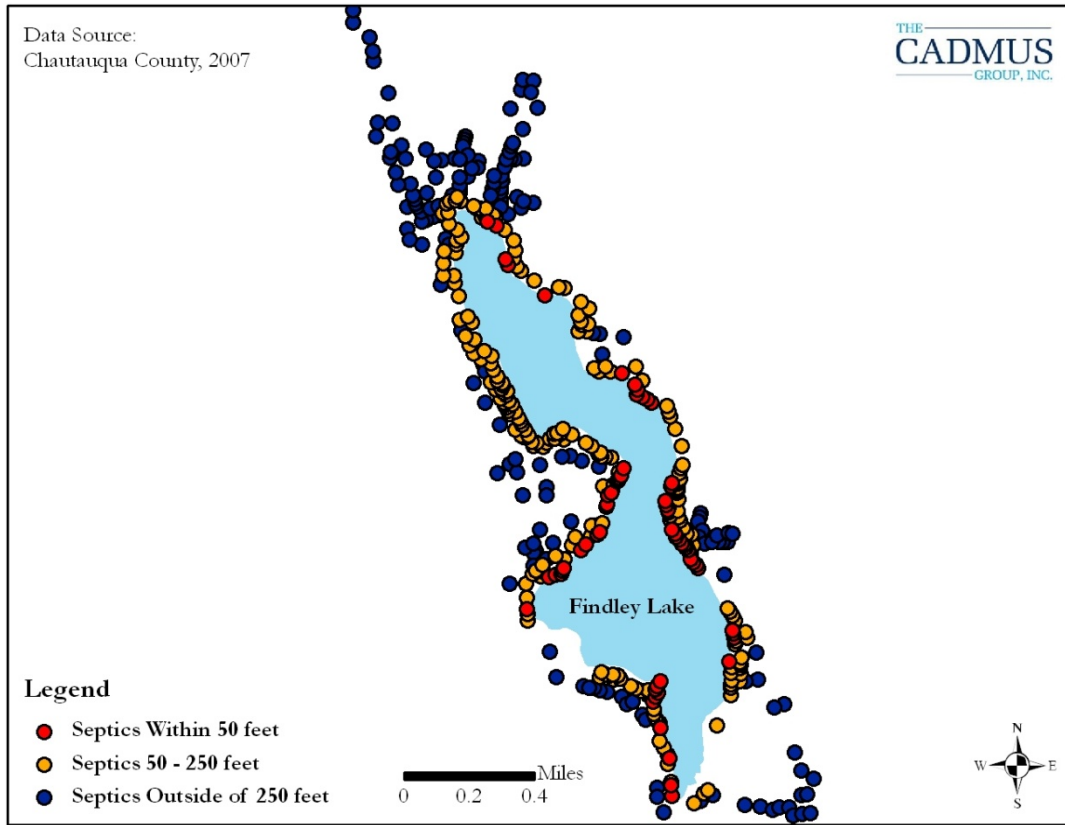 Data Source:
Chautauqua County, 2007
THE
CADMUS
GROUP, INC.
Findley Lake
Legend
Septics Within 50 feet
Septics 50 - 250 feet
Septics Outside of 250 feet
Miles
0 0.2 0.4
N
W E
S